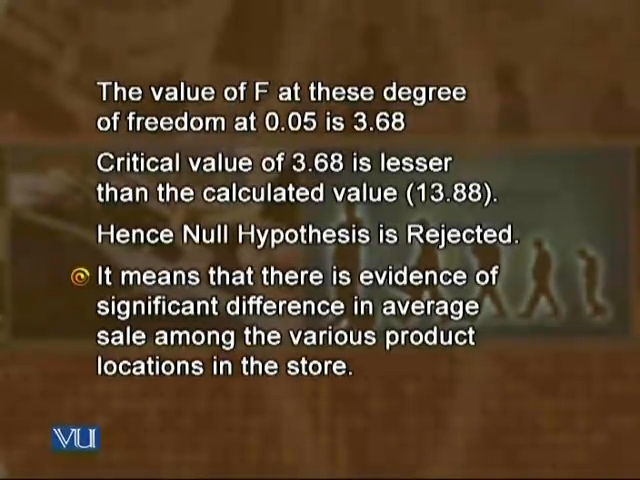 The value of F at these degree
of freedom at 0.05 is 3.68
Critical value of 3.68 is lesser
than the calculated value (13.88).
Hence Null Hypothesis is Rejected.
It means that there is evidence of
significant difference in average
sale among the various product
locations in the store.
VU